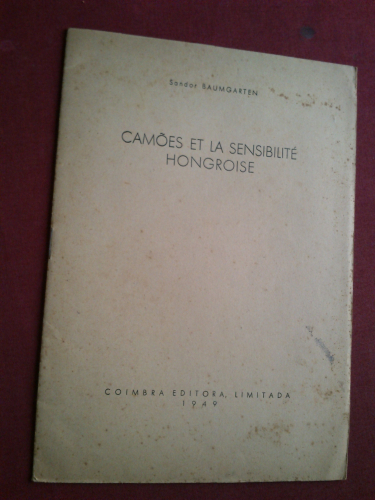 Sandor BAUMGARTEN
CAMÕES ET LA SENSIBILITÉ
HONGROISE
COIMBRA EDITORA, LIMITADA
1949